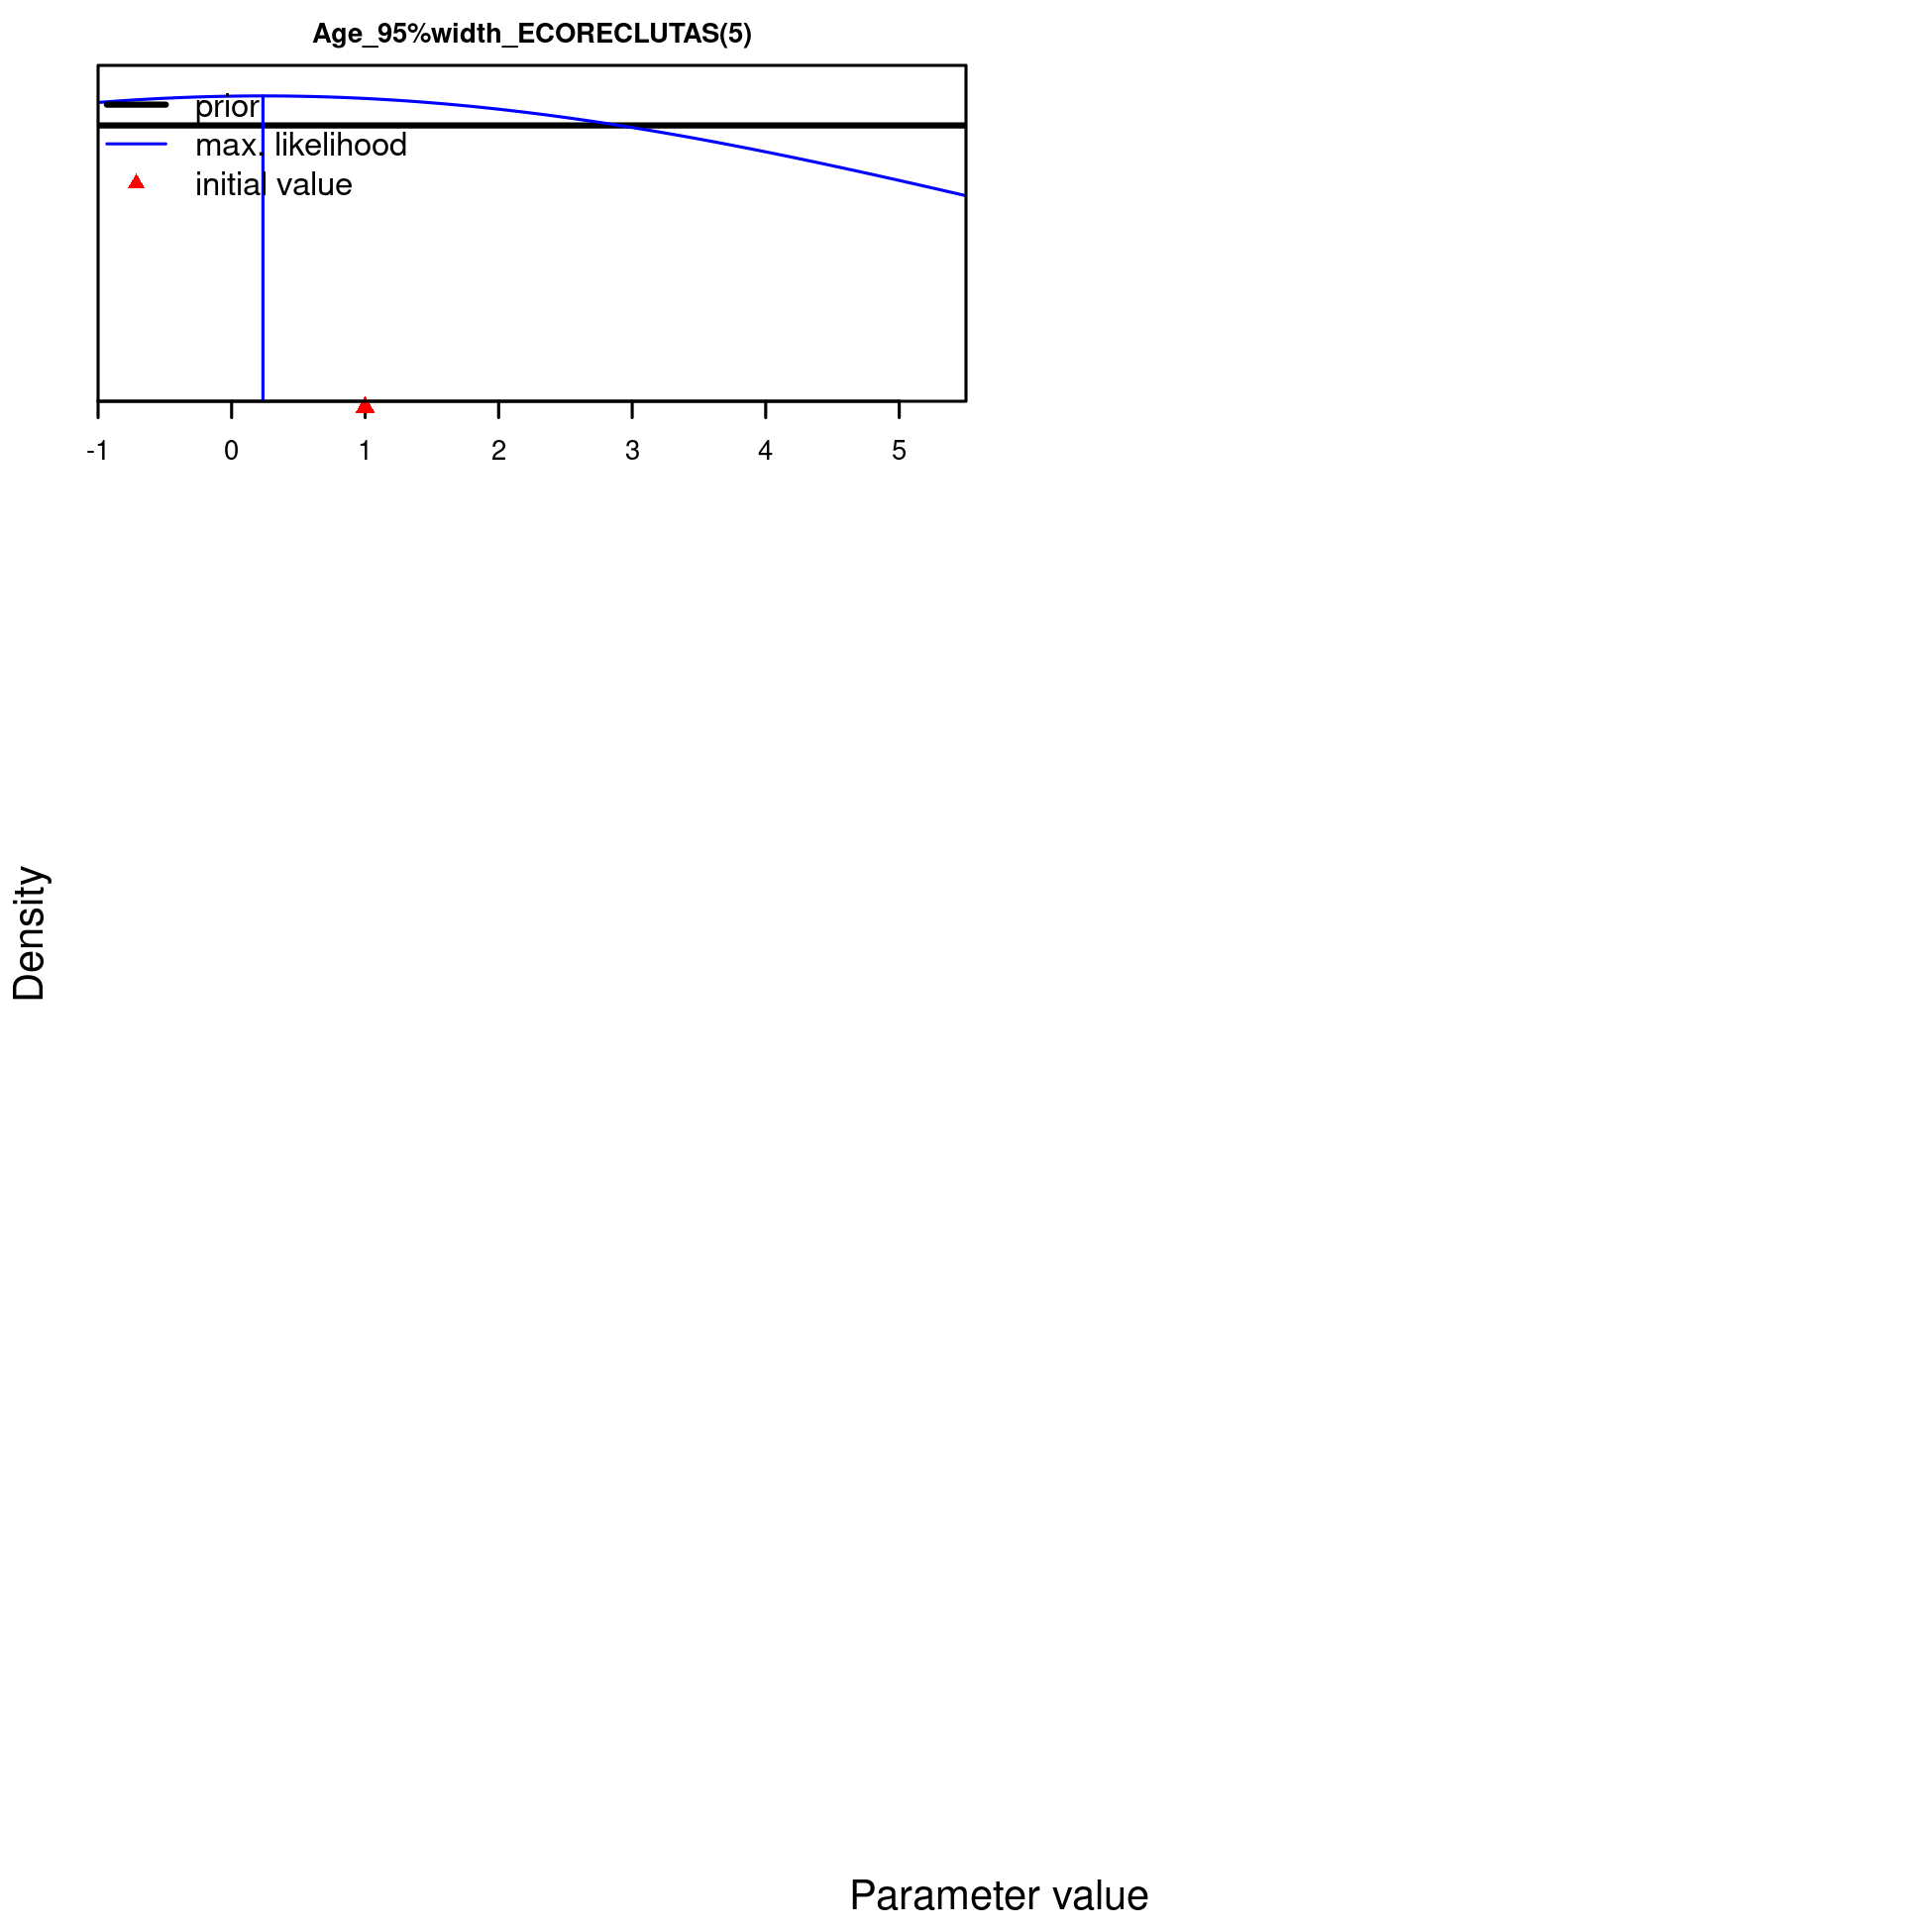 Age_95%width_ECORECLUTAS(5)
prior
max. likelihood
initial value
-1 0 1 2 3 4 5
Density
Parameter value